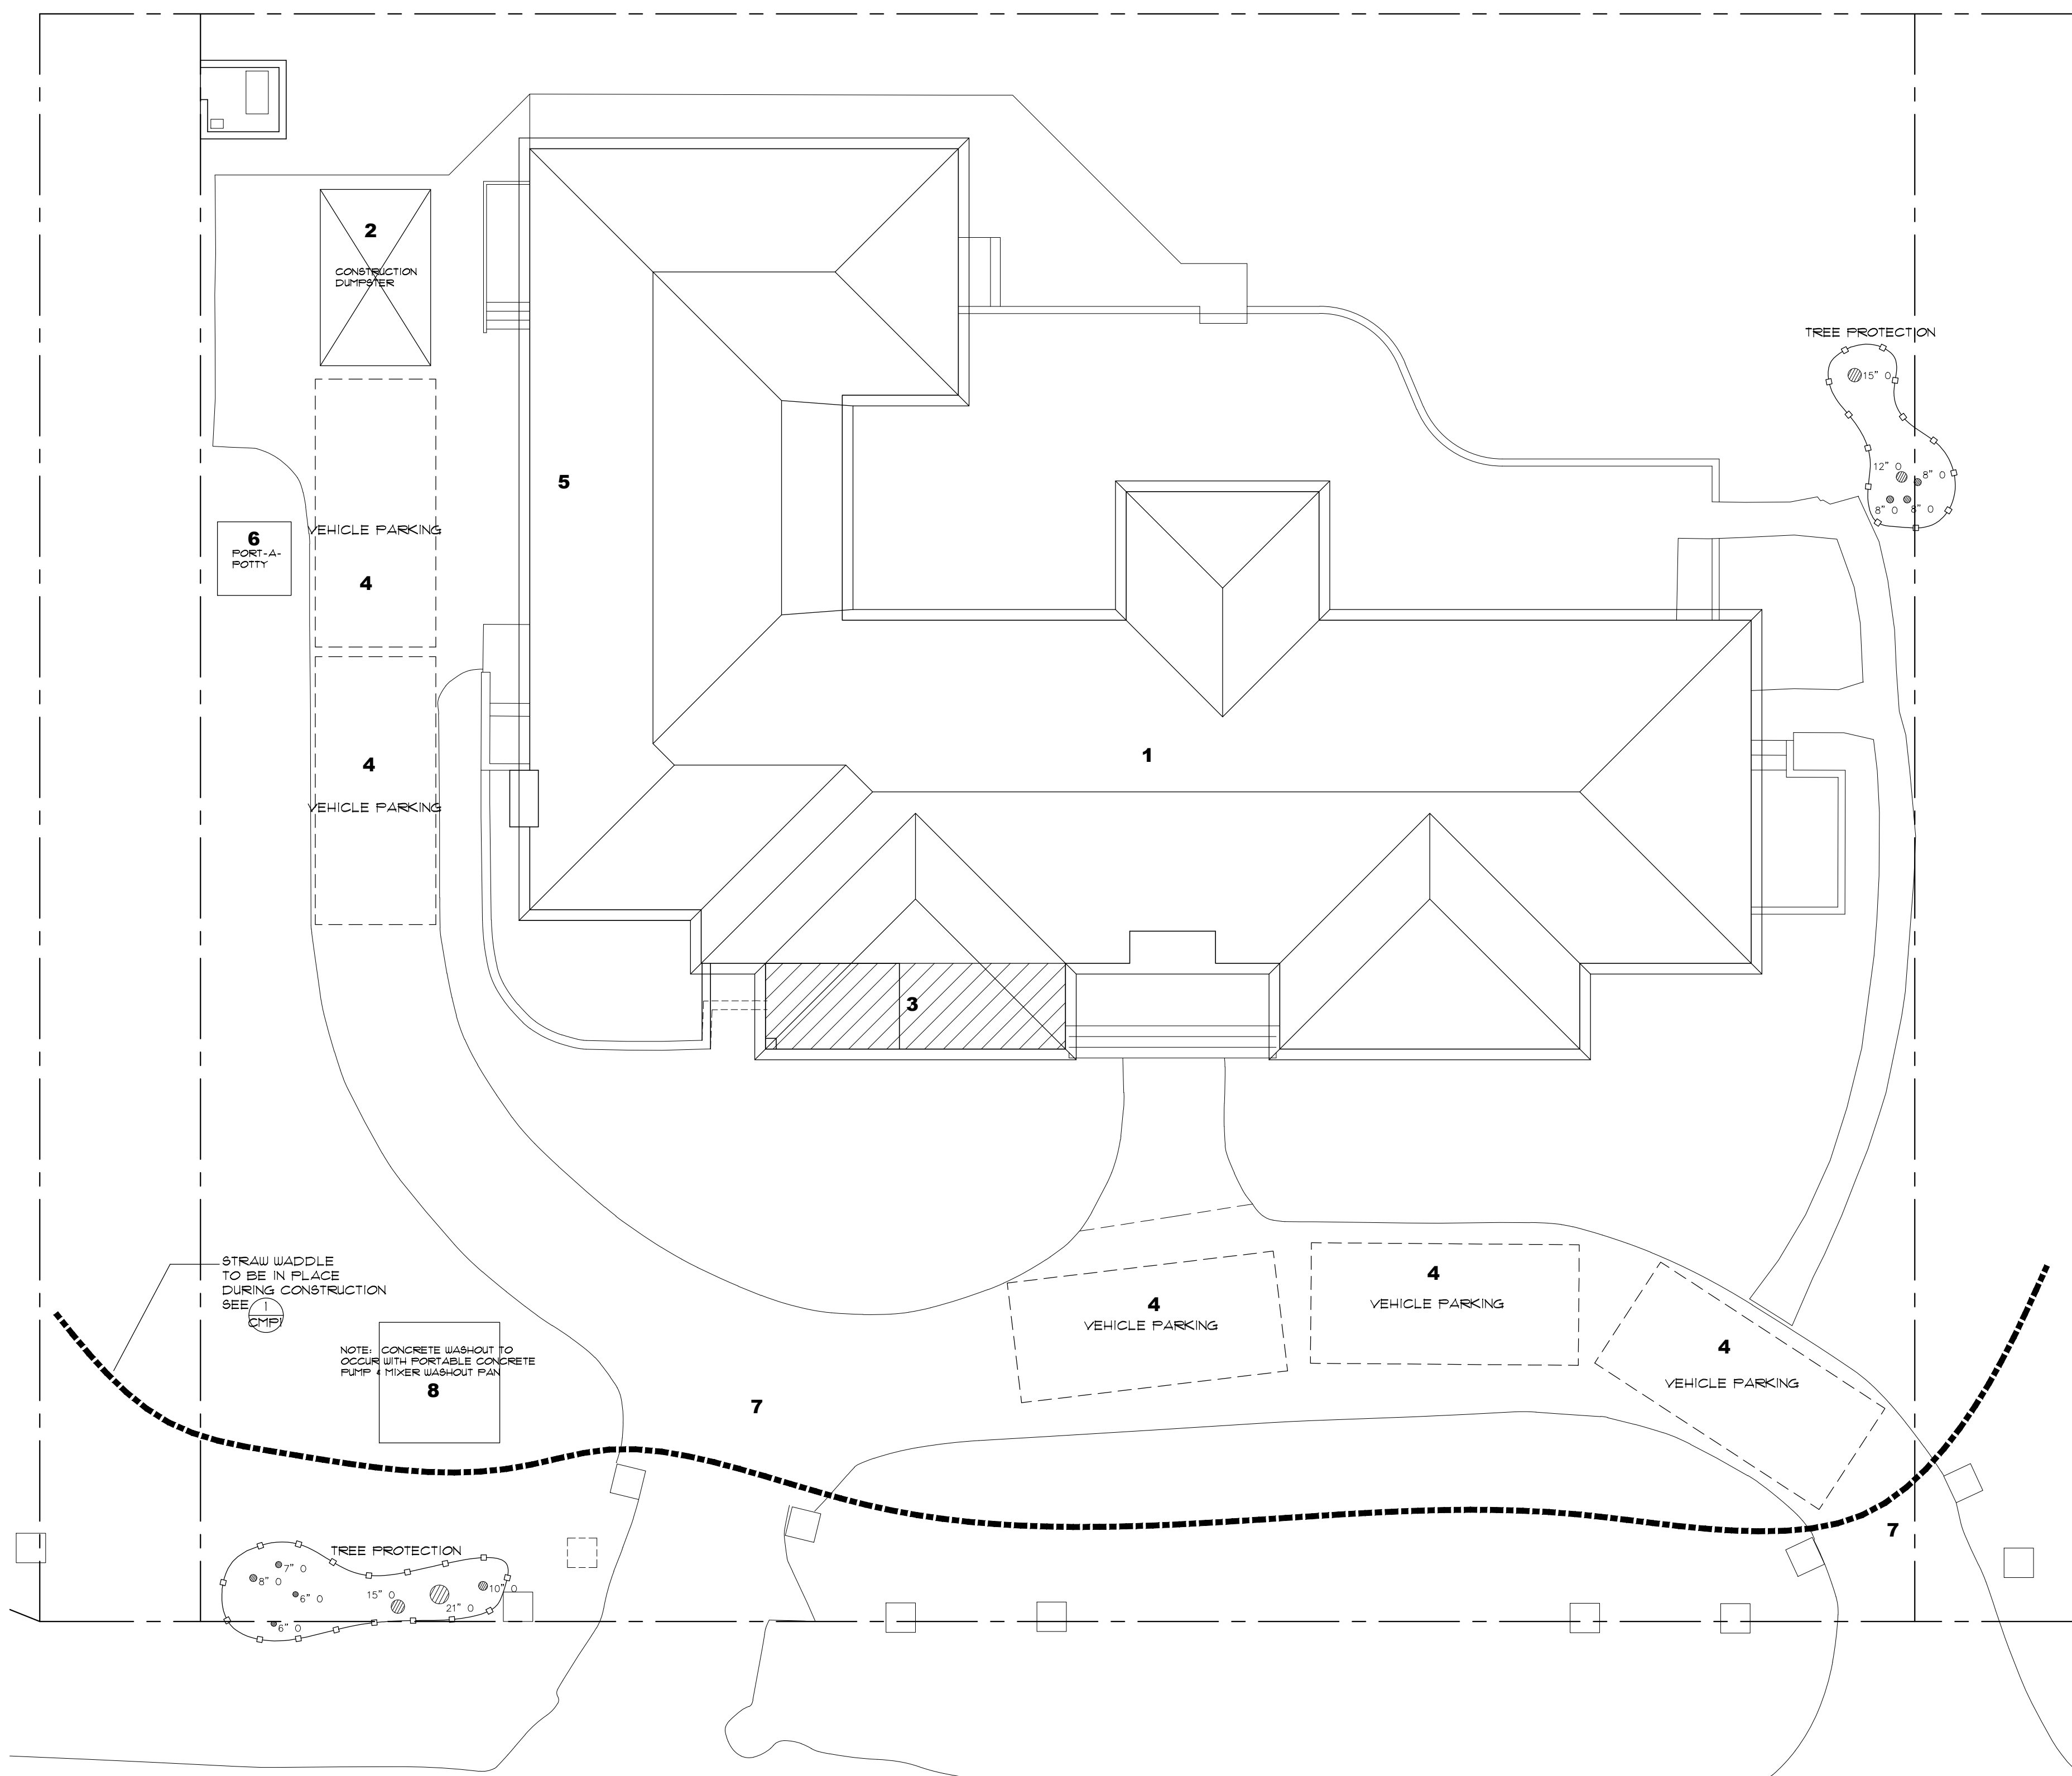 2
CONSTRUCTION
DUMPSTER
TREE PROTECTION
15" O
12" O
8" O
8" O
8" O
5
6
PORT-A-
POTTY
VEHICLE PARKING
4
4
VEHICLE PARKING
1
3
STRAW WADDLE
TO BE IN PLACE
DURING CONSTRUCTION
SEE
1
CMP1
4
VEHICLE PARKING
4
VEHICLE PARKING
4
VEHICLE PARKING
NOTE: CONCRETE WASHOUT TO
OCCUR WITH PORTABLE CONCRETE
PUMP & MIXER WASHOUT PAN
8
7
7
TREE PROTECTION
7" O
8" O
6" O
15" O
10" O
21" O
6" O